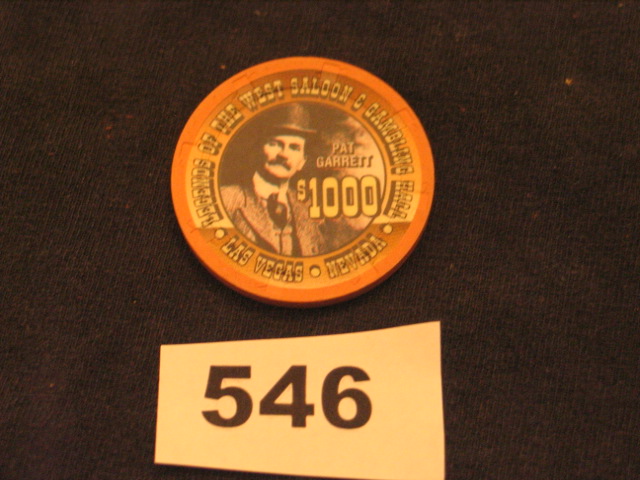 LEGENDS OF THE WEST SALOON & GAMBLING HALL
PAT
GARRETT
$1000
• LAS VEGAS • NEVADA •
546